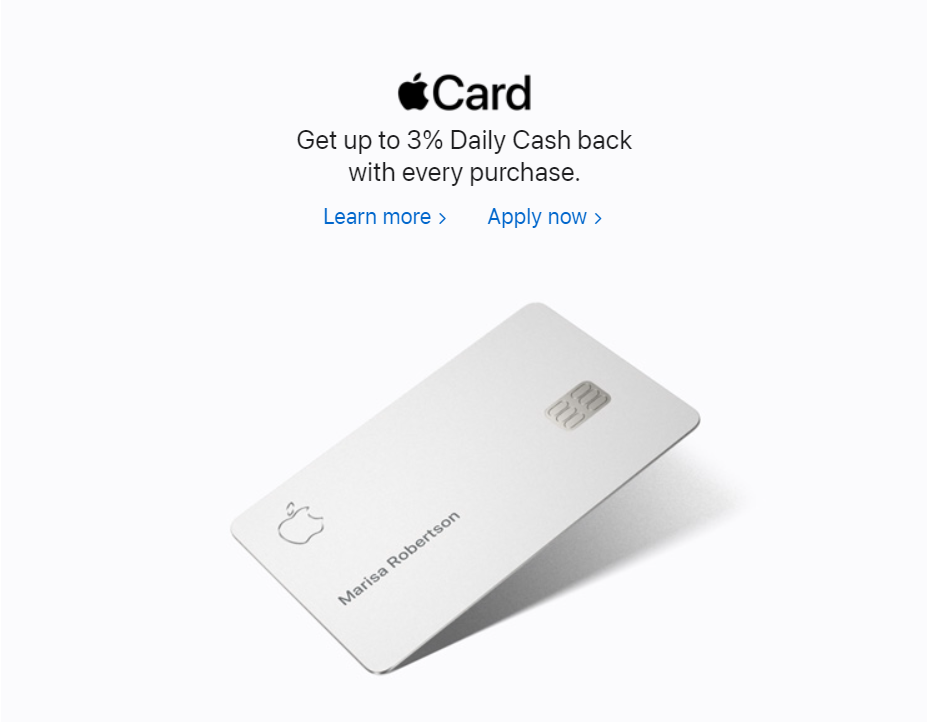 Card
Get up to 3% Daily Cash back
with every purchase.
Learn more >
Apply now >
Marisa Robertson